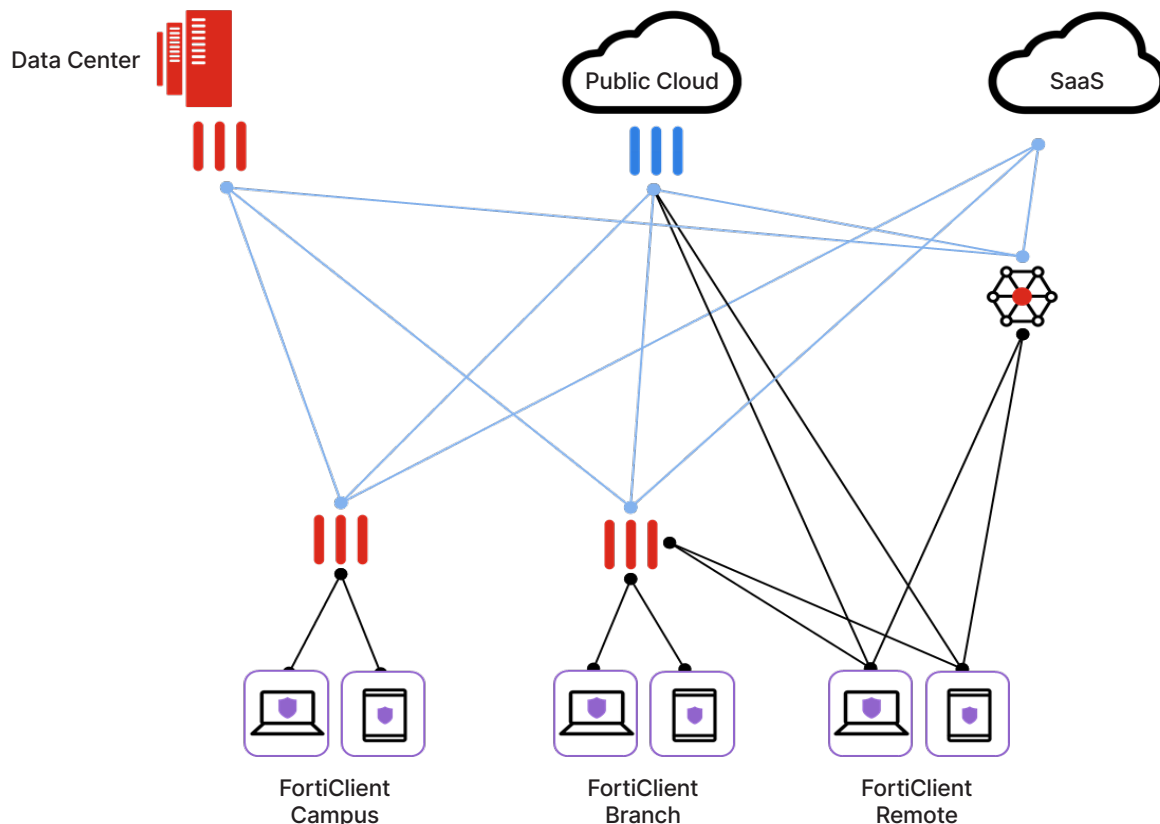 Data Center
Public Cloud
SaaS
FortiClient
Campus
FortiClient
Branch
FortiClient
Remote